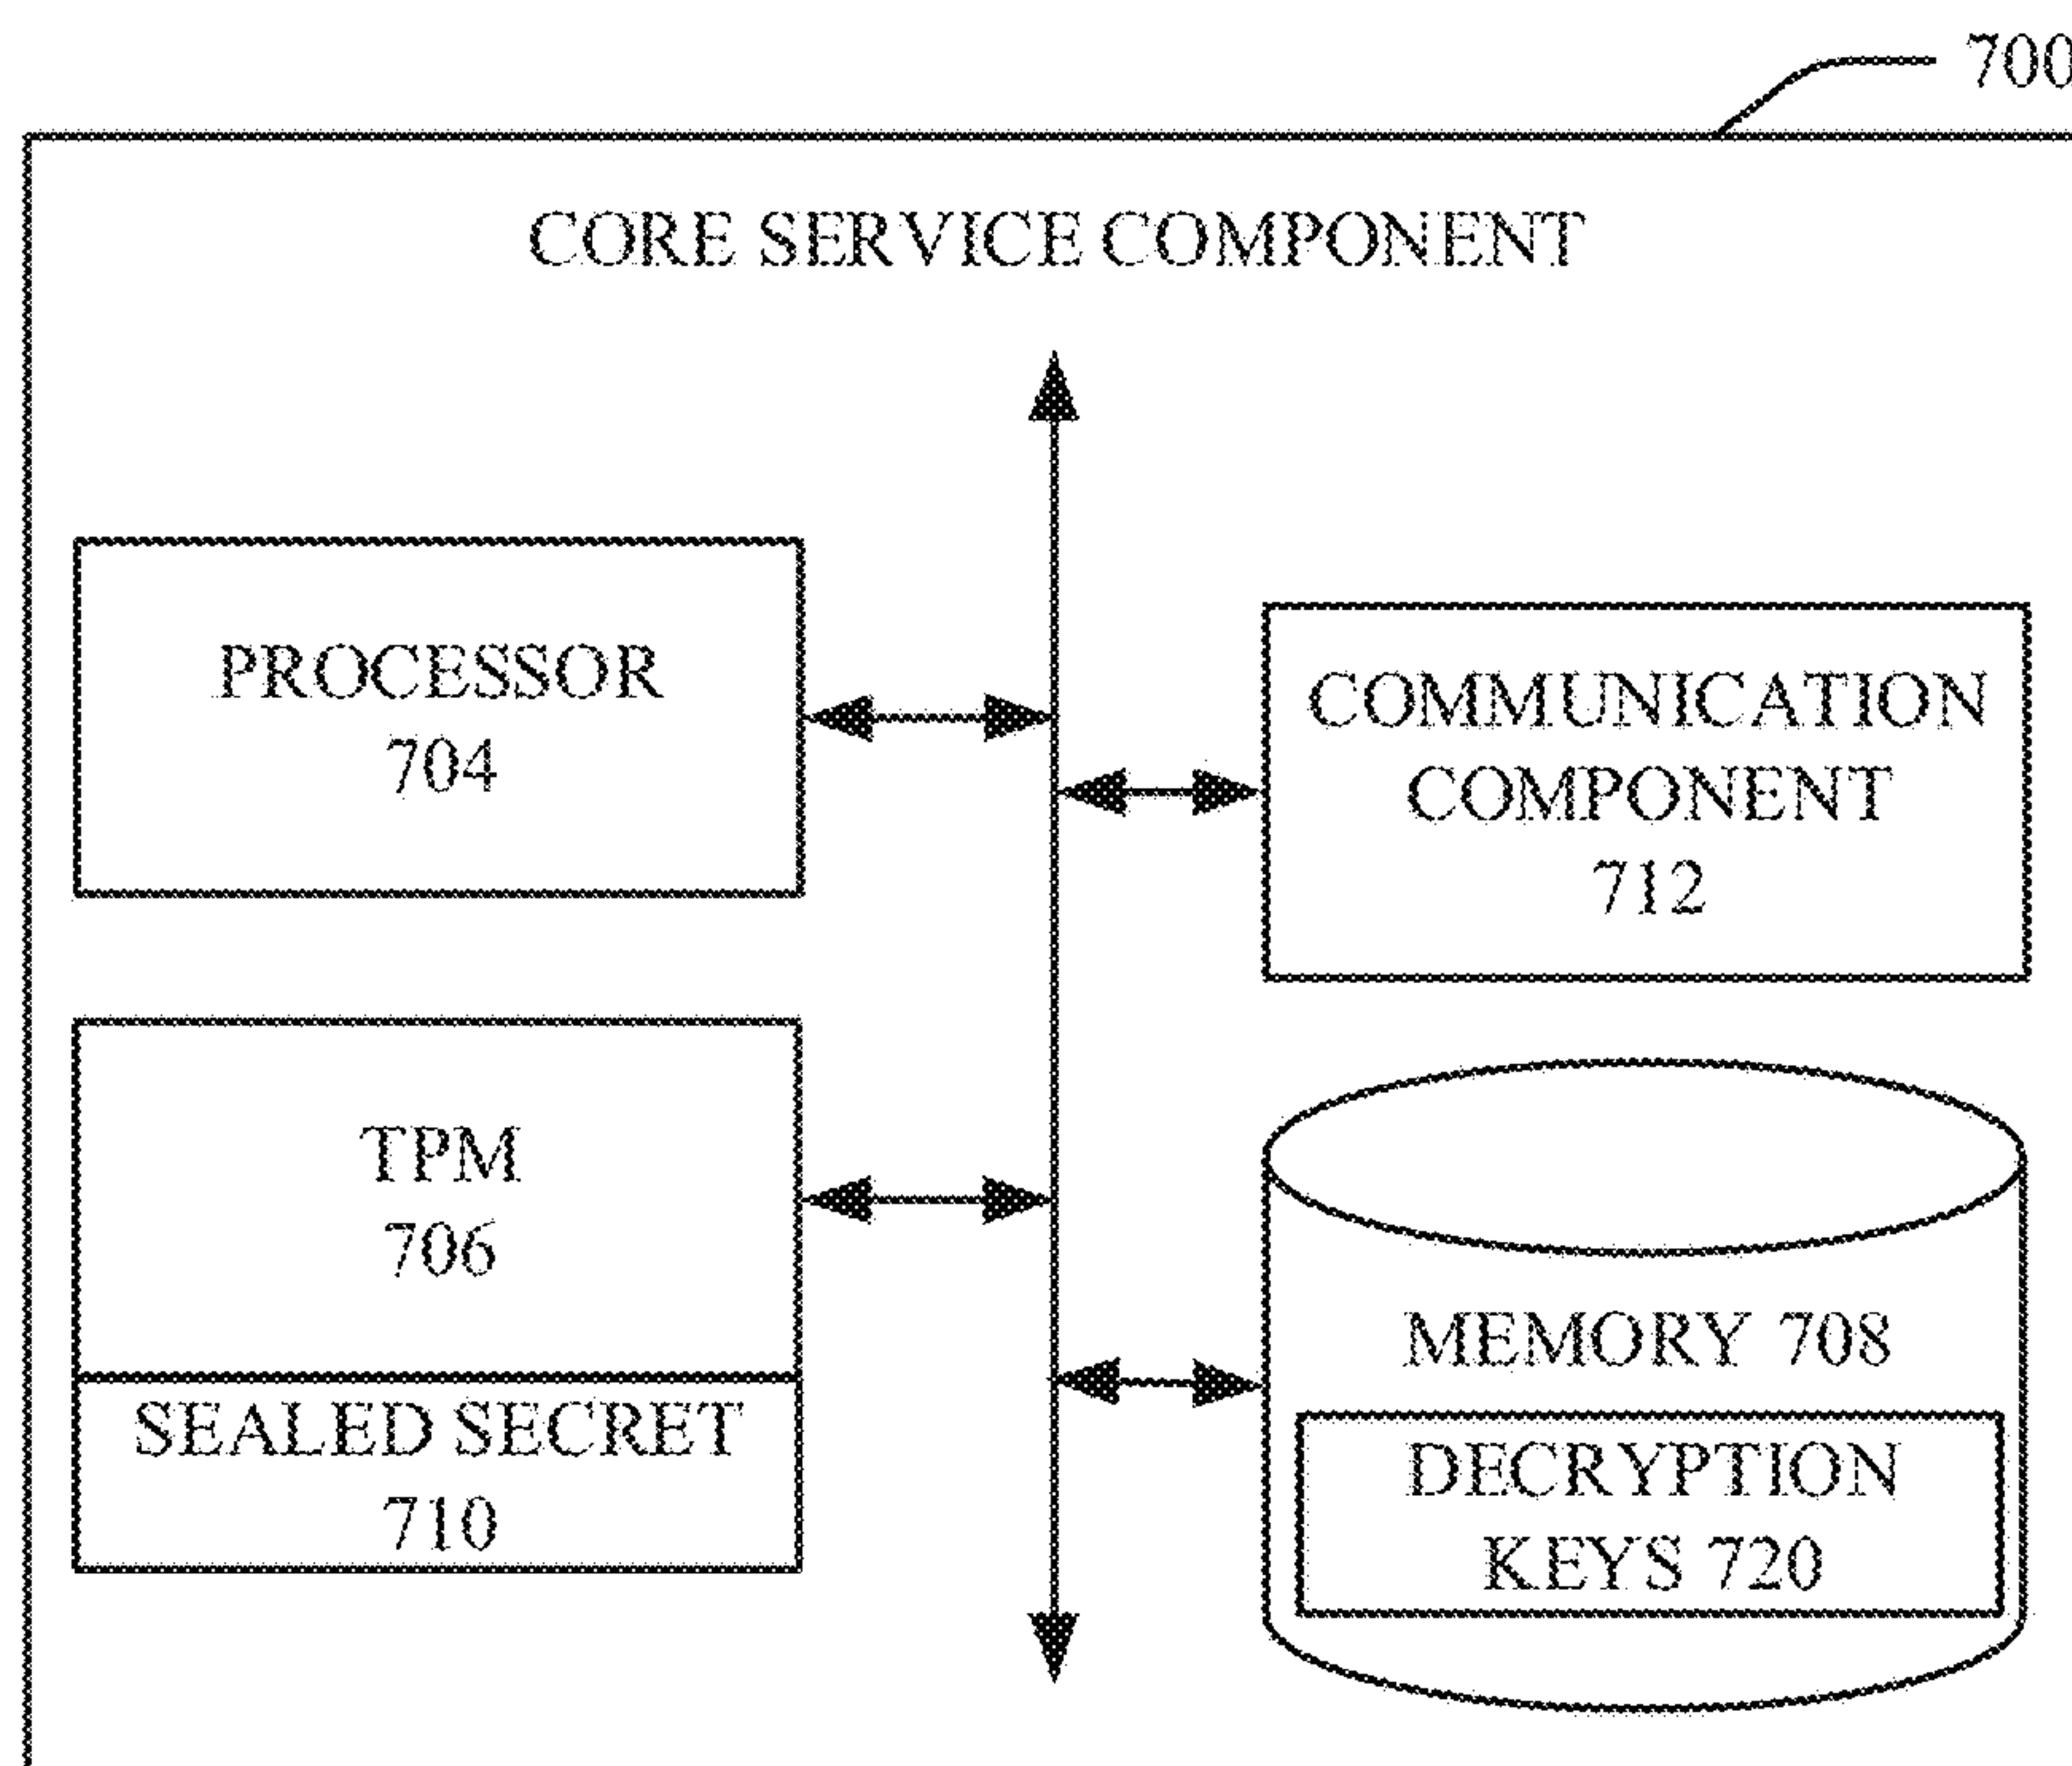 700
CORE SERVICE COMPONENT
PROCESSOR
704
COMMUNICATION
COMPONENT
712
TPM
706
SEALED SECRET
710
MEMORY 708
DECRYPTION
KEYS 720